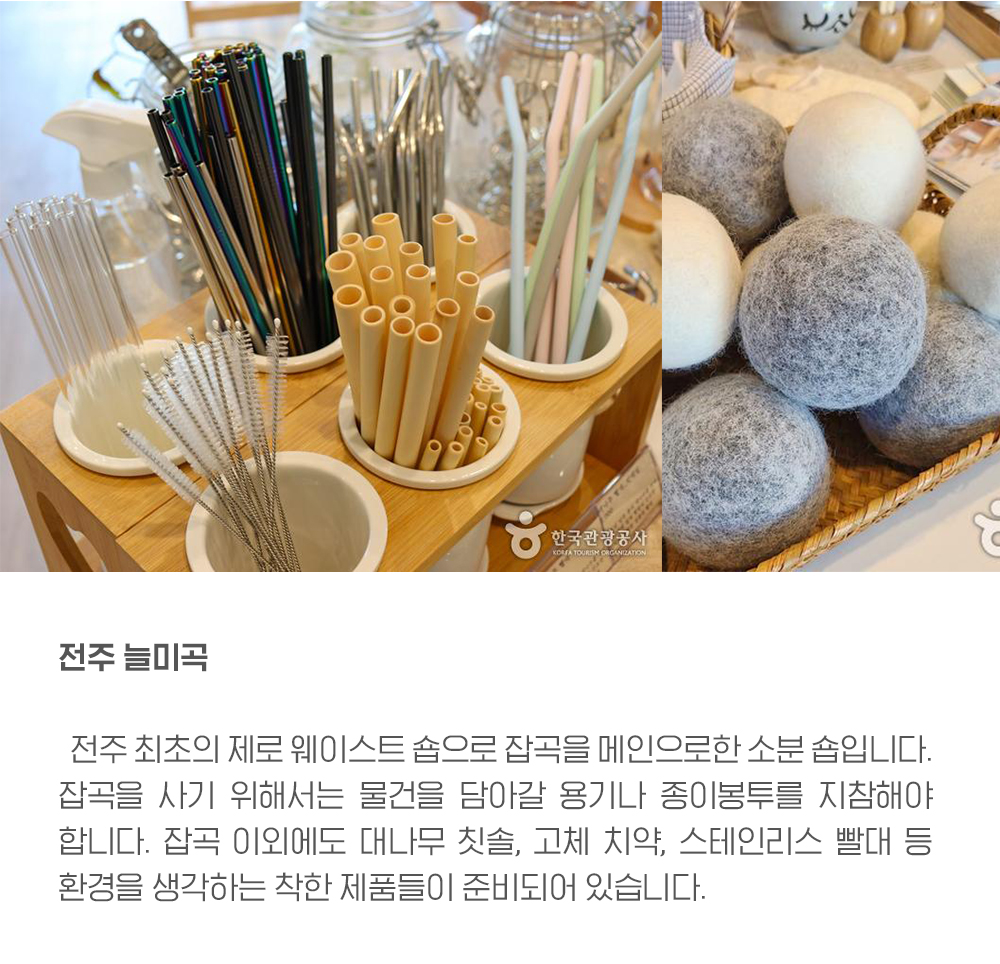 한국관광공사
KOREA TOURISM ORGANIZATION
전주 늘미곡
전주 최초의 제로 웨이스트 숍으로 잡곡을 메인으로한 소분 숍입니다.
잡곡을 사기 위해서는 물건을 담아갈 용기나 종이봉투를 지참해야
합니다. 잡곡 이외에도 대나무 칫솔, 고체 치약, 스테인리스 빨대 등
환경을 생각하는 착한 제품들이 준비되어 있습니다.